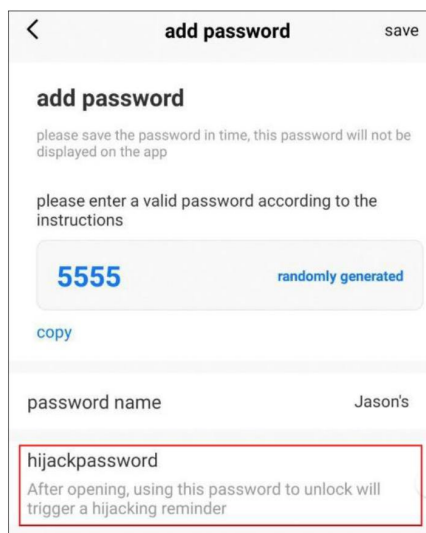 add password save
add password
please save the password in time, this password will not be
displayed on the app
please enter a valid password according to the
instructions
5555 randomly generated
copy
password name Jason's
hijackpassword
After opening, using this password to unlock will
trigger a hijacking reminder